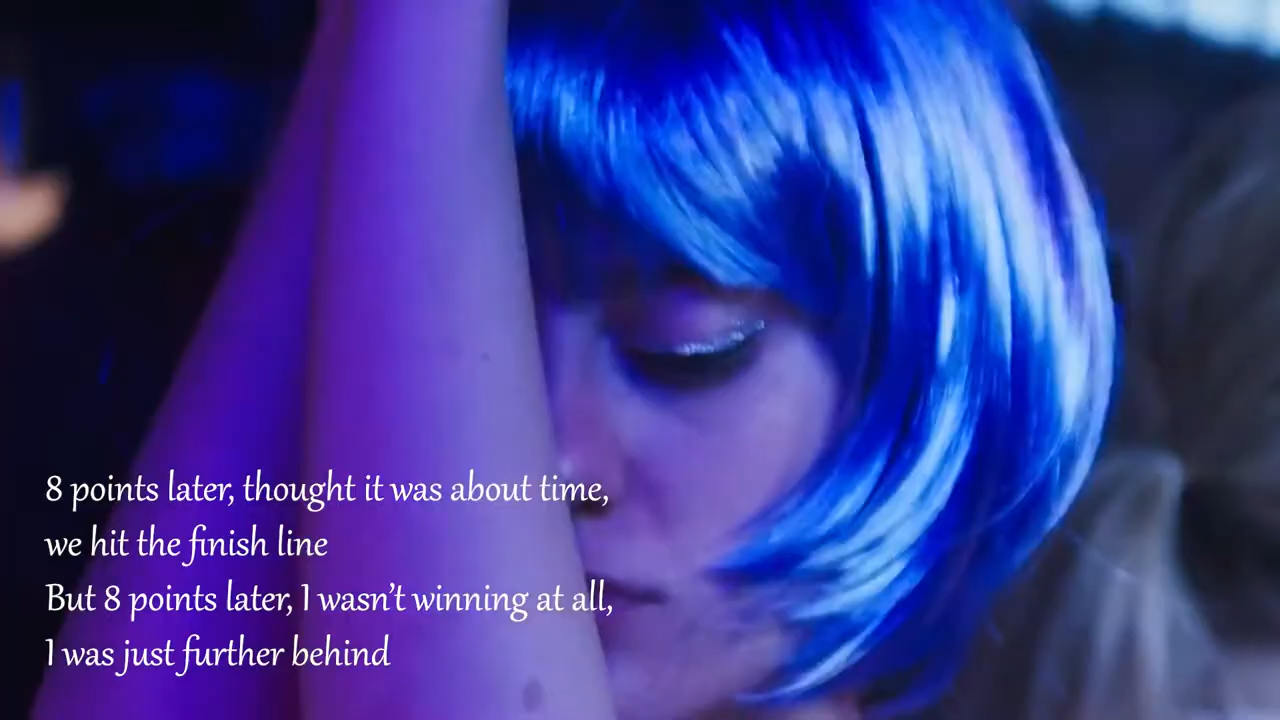 8 points later, thought it was about time,
we hit the finish line
But 8 points later, I wasn't winning at all,
I was just further behind